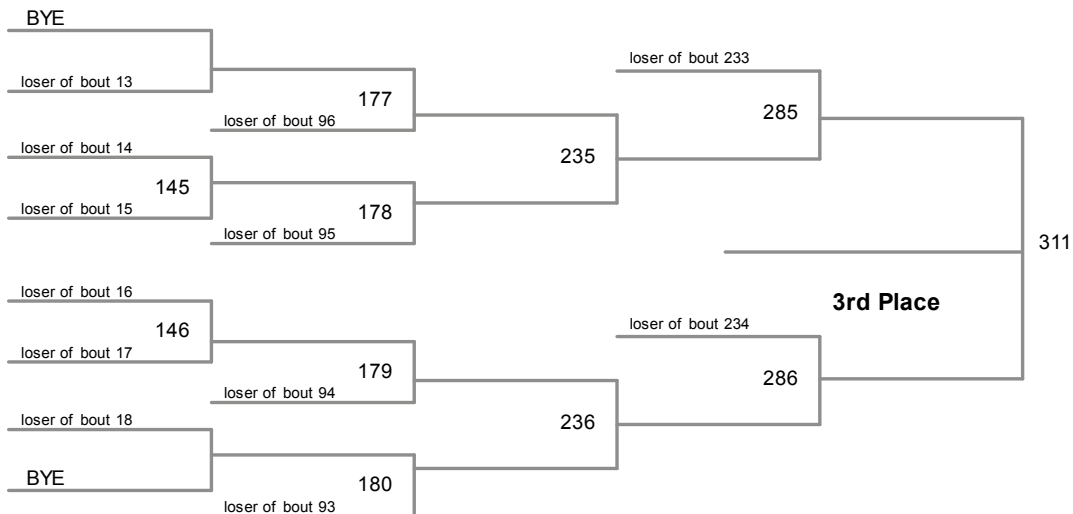 BYE
loser of bout 233
loser of bout 13
177
285
loser of bout 96
loser of bout 14
235
145
178
loser of bout 15
loser of bout 95
311
loser of bout 16
3rd Place
146
loser of bout 234
loser of bout 17
179
286
loser of bout 94
loser of bout 18
236
BYE
180
loser of bout 93